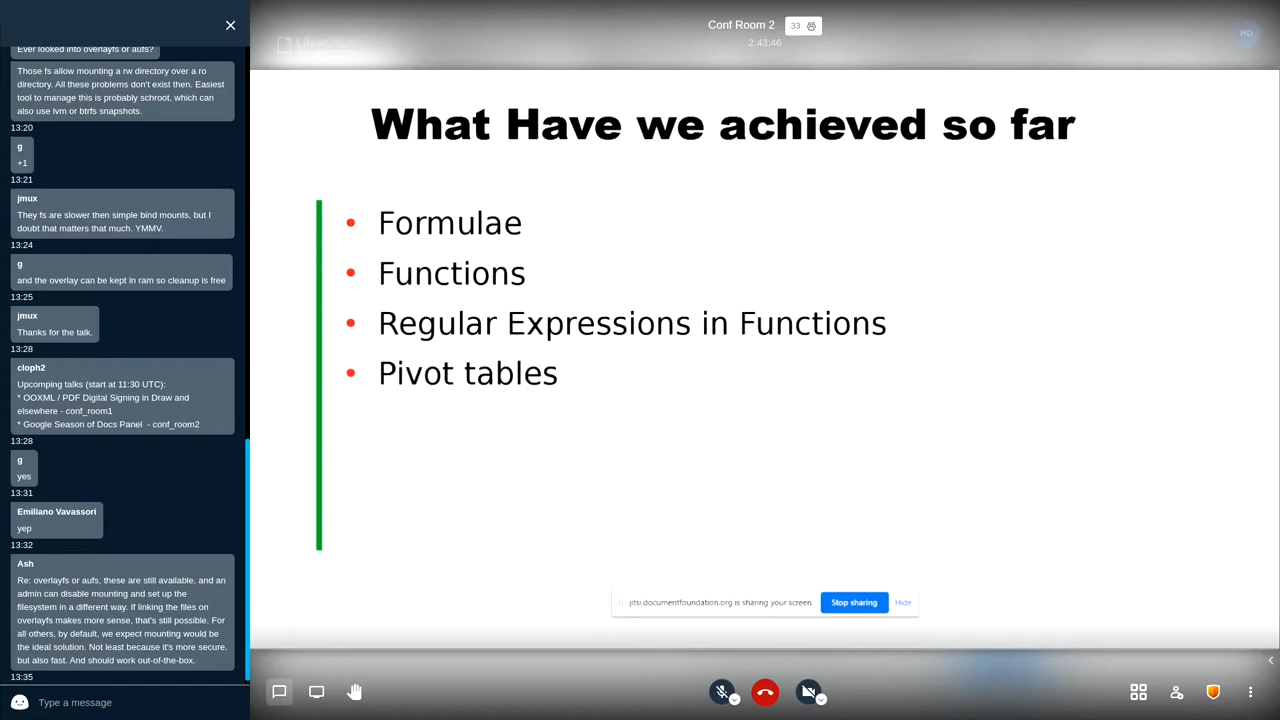 Ever looked into overlayfs or aufs?
Those fs allow mounting a rw directory over a ro
directory. All these problems don't exist then. Easiest
tool to manage this is probably schroot, which can
also use lvm or btrfs snapshots.
13:20
g
+1
13:21
jmux
They fs are slower then simple bind mounts, but I
doubt that matters that much. YMMV.
13:24
g
and the overlay can be kept in ram so cleanup is free
13:25
jmux
Thanks for the talk.
13:28
cloph2
Upcomping talks (start at 11:30 UTC):
* OOXML / PDF Digital Signing in Draw and
elsewhere - conf_room1
* Google Season of Docs Panel - conf_room2
13:28
g
yes
13:31
Emiliano Vavassori
yep
13:32
Ash
Re: overlayfs or aufs, these are still available, and an
admin can disable mounting and set up the
filesystem in a different way. If linking the files on
overlayfs makes more sense, that's still possible. For
all others, by default, we expect mounting would be
the ideal solution. Not least because it's more secure,
but also fast. And should work out-of-the-box.
13:35
Type a message
Conf Room 2
33
2:43:46
HD
What Have we achieved so far
• Formulae
• Functions
• Regular Expressions in Functions
• Pivot tables
jitsi.documentfoundation.org is sharing your screen.
Stop sharing
Hide